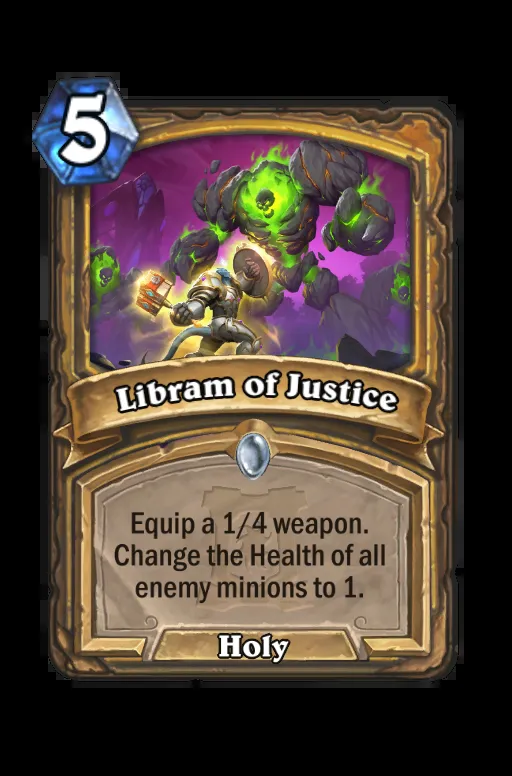 5
Libram of Justice
Equip a 1/4 weapon.
Change the Health of all
enemy minions to 1.
Holy